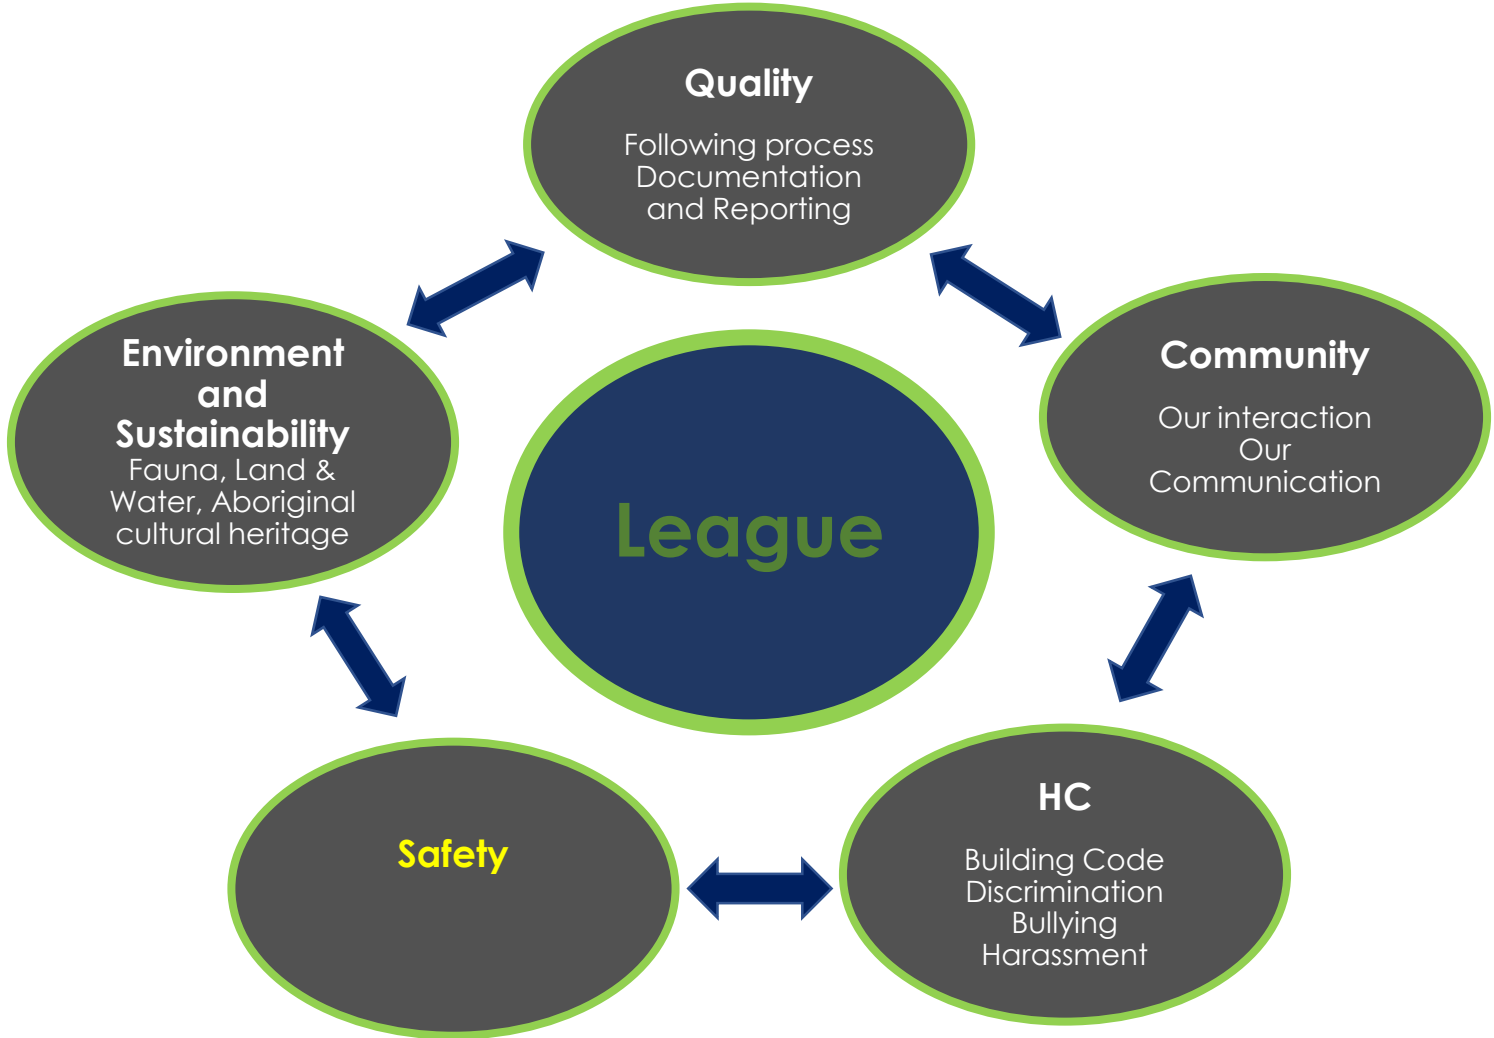 Quality
Following process
Documentation
and Reporting
Environment
and
Sustainability
Fauna, Land &
Water, Aboriginal
cultural heritage
Community
Our interaction
Our
Communication
League
Safety
HC
Building Code
Discrimination
Bullying
Harassment